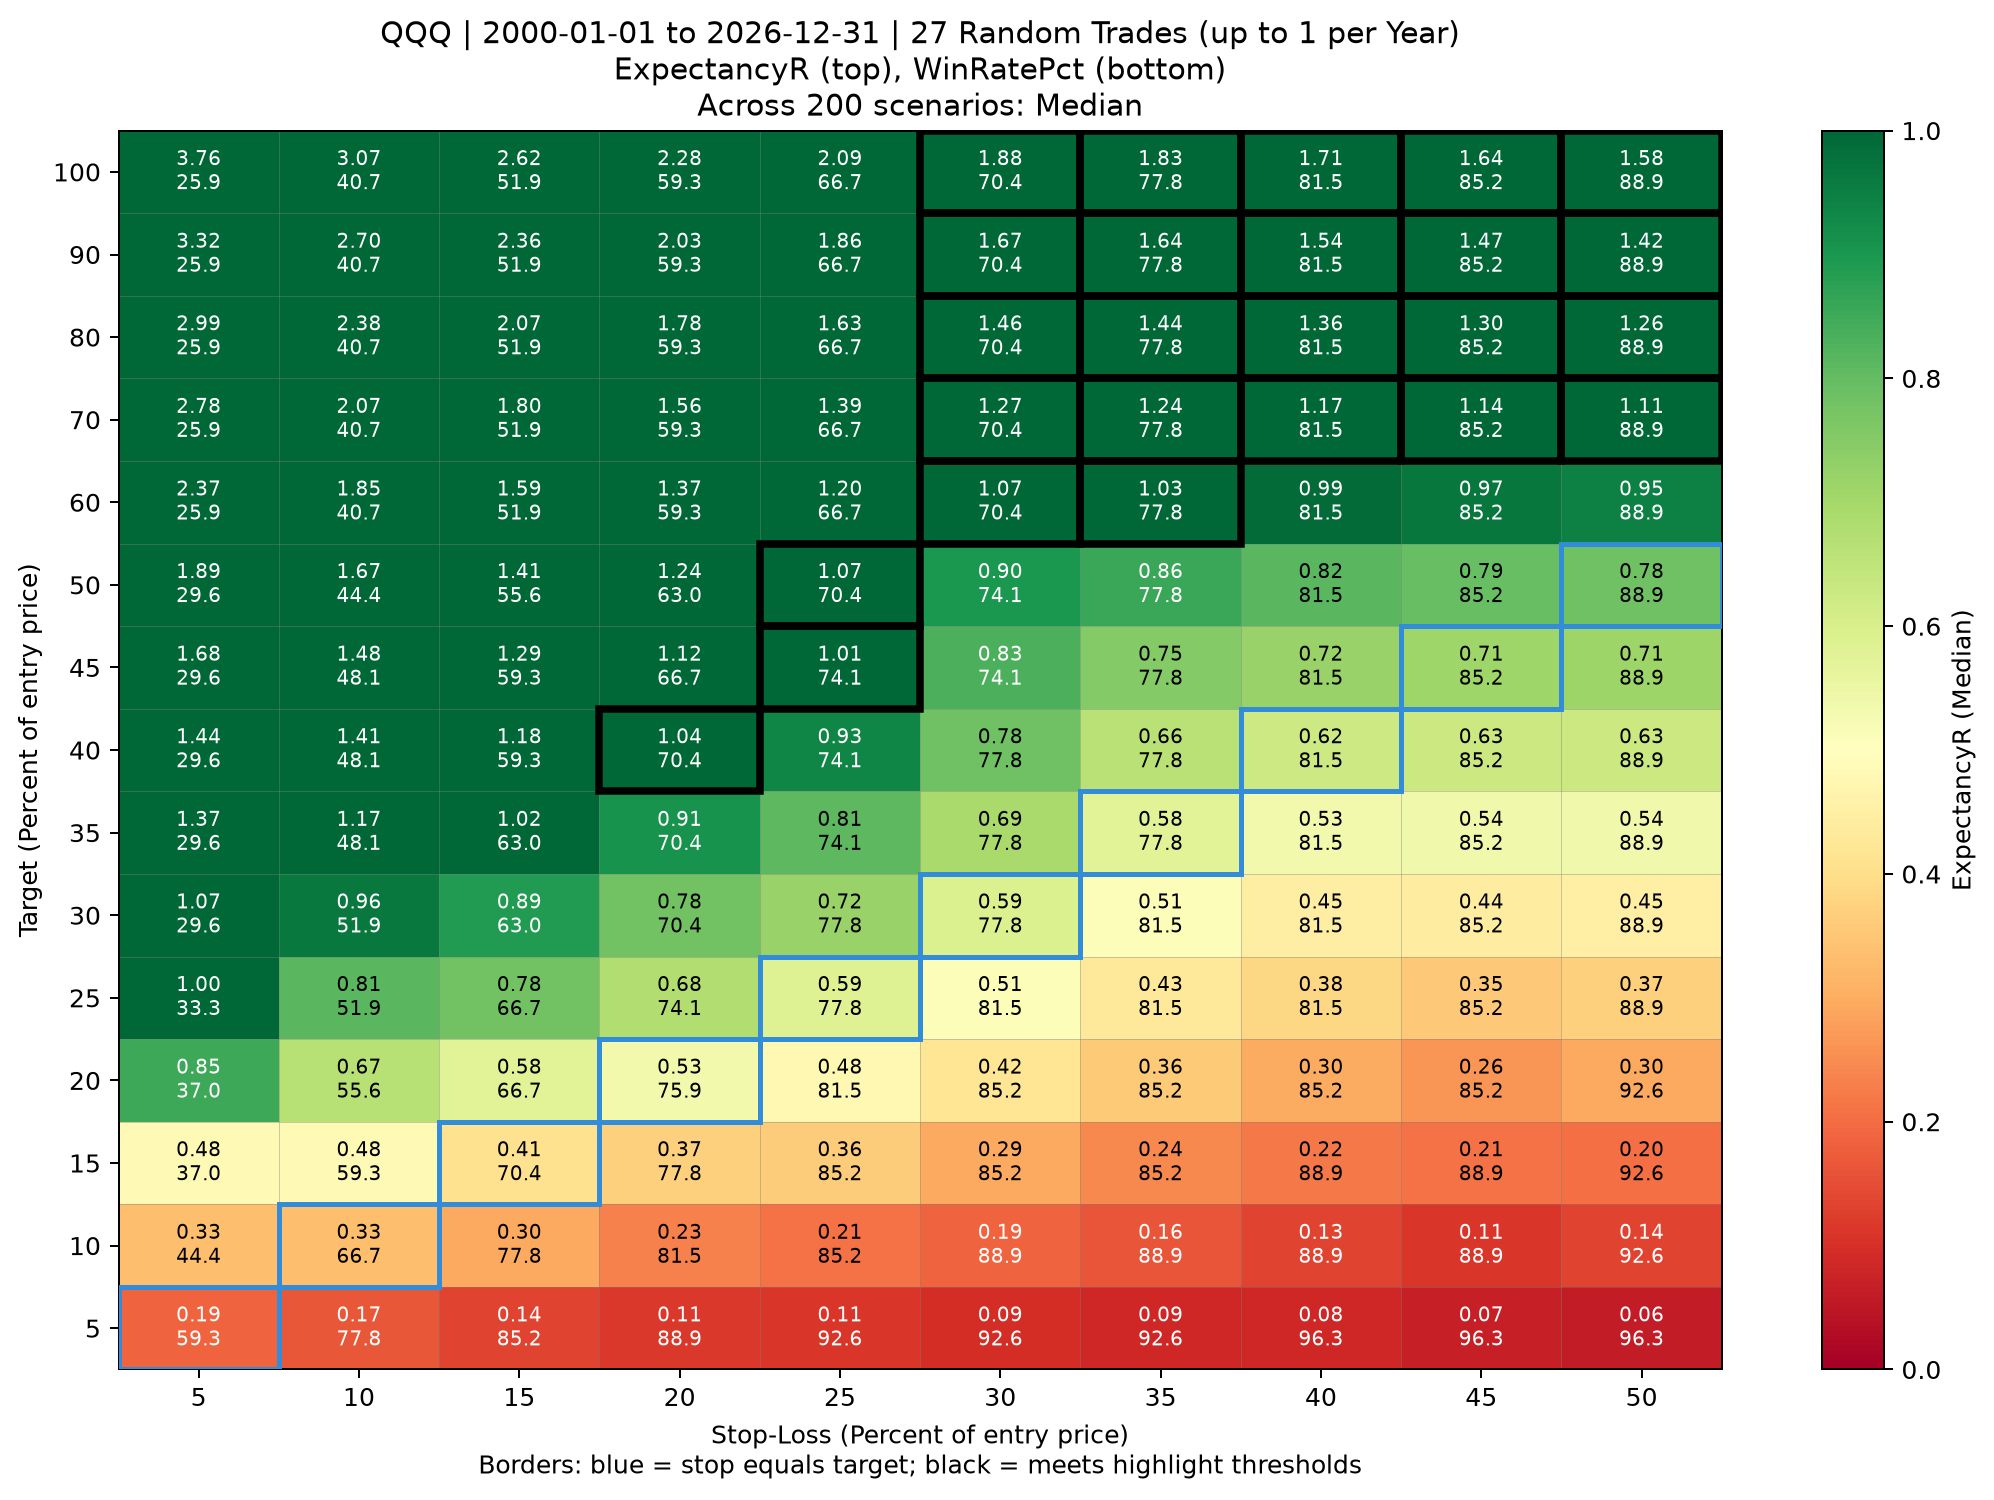 QQQ | 2000-01-01 to 2026-12-31 | 27 Random Trades (up to 1 per Year)
ExpectancyR (top), WinRatePct (bottom)
Across 200 scenarios: Median
100 3.76 3.07 2.62 2.28 2.09 1.88 1.83 1.71 1.64 1.58
25.9 40.7 51.9 59.3 66.7 70.4 77.8 81.5 85.2 88.9
90 3.32 2.70 2.36 2.03 1.86 1.67 1.64 1.54 1.47 1.42
25.9 40.7 51.9 59.3 66.7 70.4 77.8 81.5 85.2 88.9
80 2.99 2.38 2.07 1.78 1.63 1.46 1.44 1.36 1.30 1.26
25.9 40.7 51.9 59.3 66.7 70.4 77.8 81.5 85.2 88.9
70 2.78 2.07 1.80 1.56 1.39 1.27 1.24 1.17 1.14 1.11
25.9 40.7 51.9 59.3 66.7 70.4 77.8 81.5 85.2 88.9
60 2.37 1.85 1.59 1.37 1.20 1.07 1.03 0.99 0.97 0.95
25.9 40.7 51.9 59.3 66.7 70.4 77.8 81.5 85.2 88.9
50 1.89 1.67 1.41 1.24 1.07 0.90 0.86 0.82 0.79 0.78
29.6 44.4 55.6 63.0 70.4 74.1 77.8 81.5 85.2 88.9
45 1.68 1.48 1.29 1.12 1.01 0.83 0.75 0.72 0.71 0.71
29.6 48.1 59.3 66.7 74.1 74.1 77.8 81.5 85.2 88.9
40 1.44 1.41 1.18 1.04 0.93 0.78 0.66 0.62 0.63 0.63
29.6 48.1 59.3 70.4 74.1 77.8 77.8 81.5 85.2 88.9
35 1.37 1.17 1.02 0.91 0.81 0.69 0.58 0.53 0.54 0.54
29.6 48.1 63.0 70.4 74.1 77.8 77.8 81.5 85.2 88.9
30 1.07 0.96 0.89 0.78 0.72 0.59 0.51 0.45 0.44 0.45
29.6 51.9 63.0 70.4 77.8 77.8 81.5 81.5 85.2 88.9
25 1.00 0.81 0.78 0.68 0.59 0.51 0.43 0.38 0.35 0.37
33.3 51.9 66.7 74.1 77.8 81.5 81.5 81.5 85.2 88.9
20 0.85 0.67 0.58 0.53 0.48 0.42 0.36 0.30 0.26 0.30
37.0 55.6 66.7 75.9 81.5 85.2 85.2 85.2 85.2 92.6
15 0.48 0.48 0.41 0.37 0.36 0.29 0.24 0.22 0.21 0.20
37.0 59.3 70.4 77.8 85.2 85.2 85.2 88.9 88.9 92.6
10 0.33 0.33 0.30 0.23 0.21 0.19 0.16 0.13 0.11 0.14
44.4 66.7 77.8 81.5 85.2 88.9 88.9 88.9 88.9 92.6
5 0.19 0.17 0.14 0.11 0.11 0.09 0.09 0.08 0.07 0.06
59.3 77.8 85.2 88.9 92.6 92.6 92.6 96.3 96.3 96.3
5 10 15 20 25 30 35 40 45 50
Target (Percent of entry price)
Stop-Loss (Percent of entry price)
Borders: blue = stop equals target; black = meets highlight thresholds
1.0
0.8
0.6
0.4
0.2
0.0
ExpectancyR (Median)